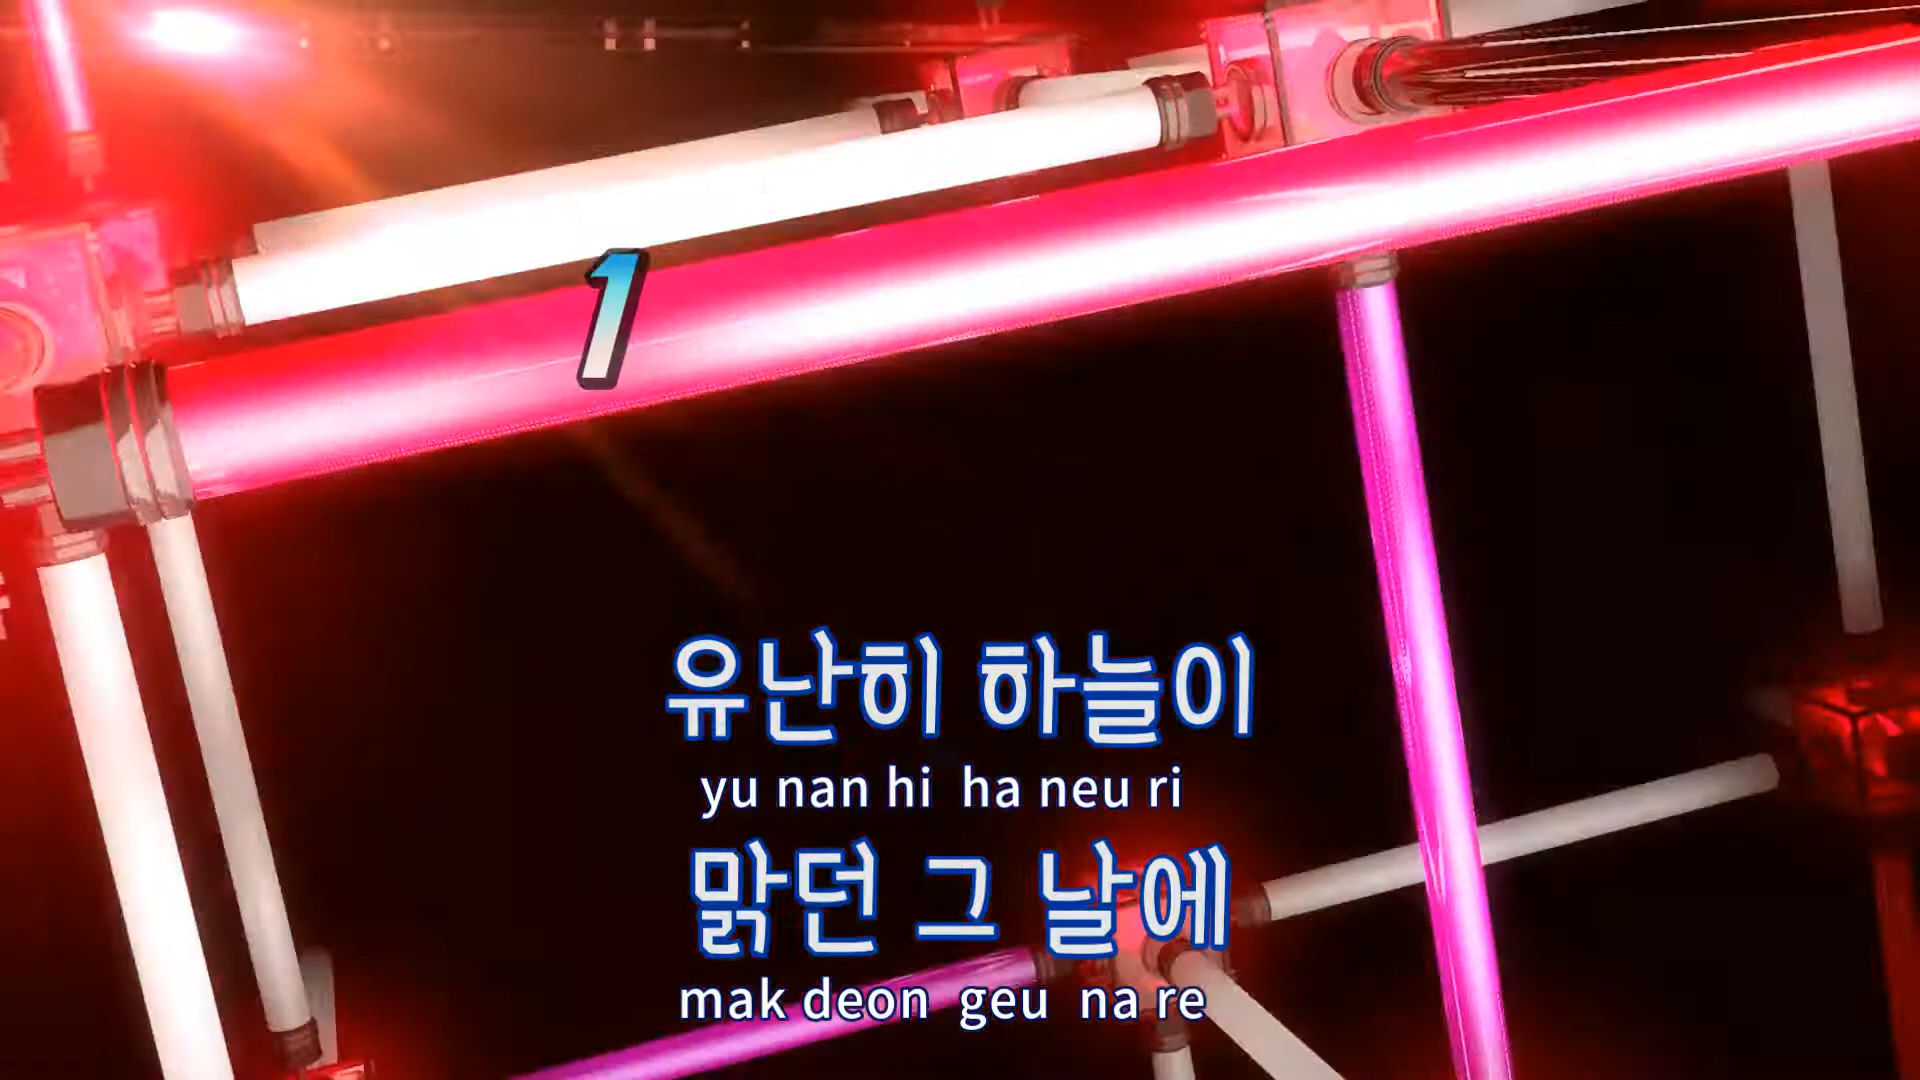 1
유난히 하늘이
yu nan hi ha neu ri
맑던 그 날에
mak deon geu na re